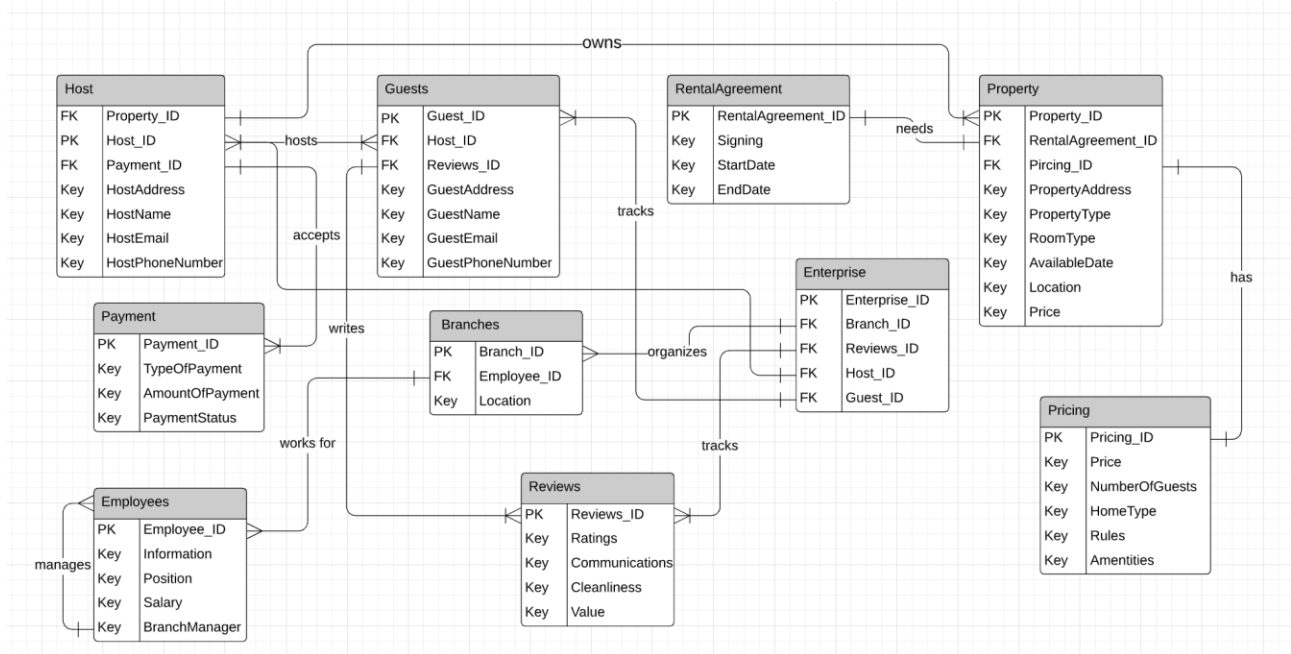 owns
Host
FK Property_ID
PK Host_ID
FK Payment_ID
Key HostAddress
Key HostName
Key HostEmail
Key HostPhoneNumber
hosts
accepts
Guests
PK Guest_ID
FK Host_ID
FK Reviews_ID
Key GuestAddress
Key GuestName
Key GuestEmail
Key GuestPhoneNumber
tracks
writes
RentalAgreement
PK RentalAgreement_ID
Key Signing
Key StartDate
Key EndDate
needs
Property
PK Property_ID
FK RentalAgreement_ID
FK Pircing_ID
Key PropertyAddress
Key PropertyType
Key RoomType
Key AvailableDate
Key Location
Key Price
has
Payment
PK Payment_ID
Key TypeOfPayment
Key AmountOfPayment
Key PaymentStatus
Branches
PK Branch_ID
FK Employee_ID
Key Location
organizes
Enterprise
PK Enterprise_ID
FK Branch_ID
FK Reviews_ID
FK Host_ID
FK Guest_ID
works for
tracks
Pricing
PK Pricing_ID
Key Price
Key NumberOfGuests
Key HomeType
Key Rules
Key Amentities
manages
Employees
PK Employee_ID
Key Information
Key Position
Key Salary
Key BranchManager
Reviews
PK Reviews_ID
Key Ratings
Key Communications
Key Cleanliness
Key Value